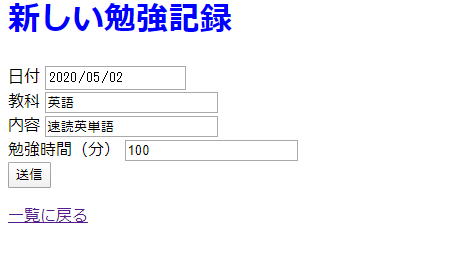 新しい勉強記録
日付 2020/05/02
教科 英語
内容 速読英単語
勉強時間（分） 100
送信
一覧に戻る